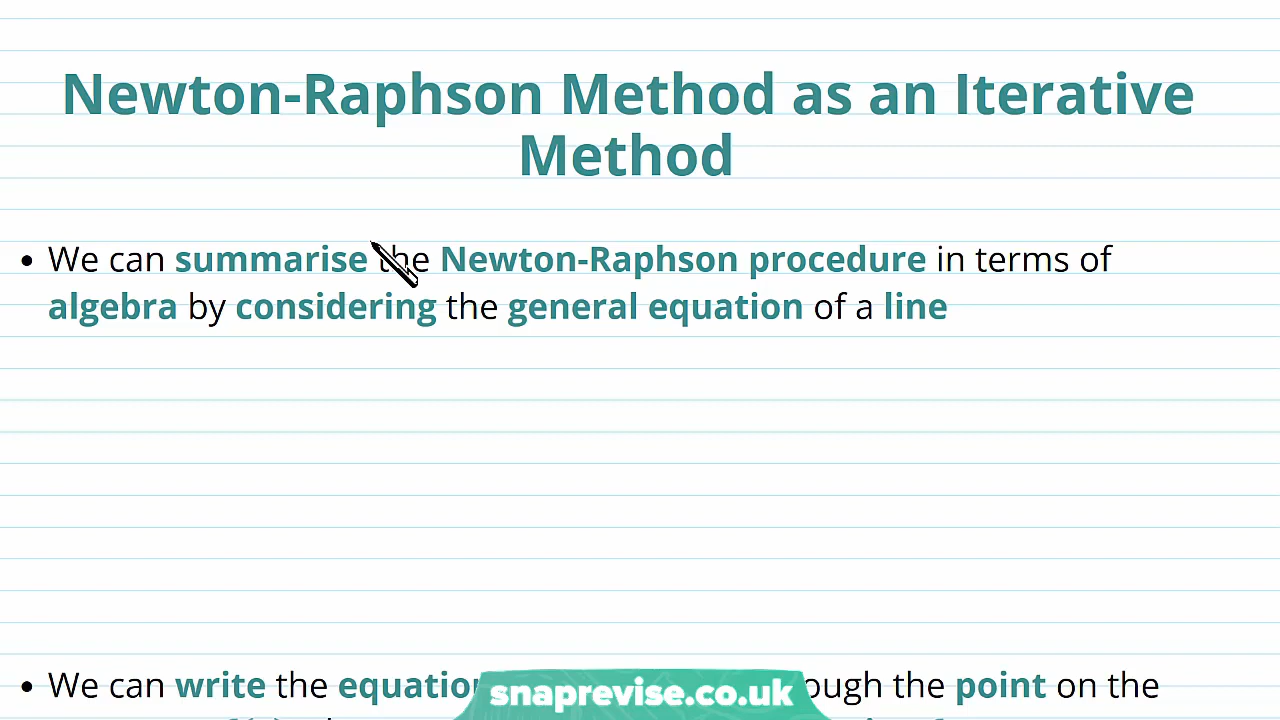 Newton-Raphson Method as an Iterative
Method
• We can summarise the Newton-Raphson procedure in terms of
algebra by considering the general equation of a line
• We can write the equation ough the point on the
snaprevise.co.uk